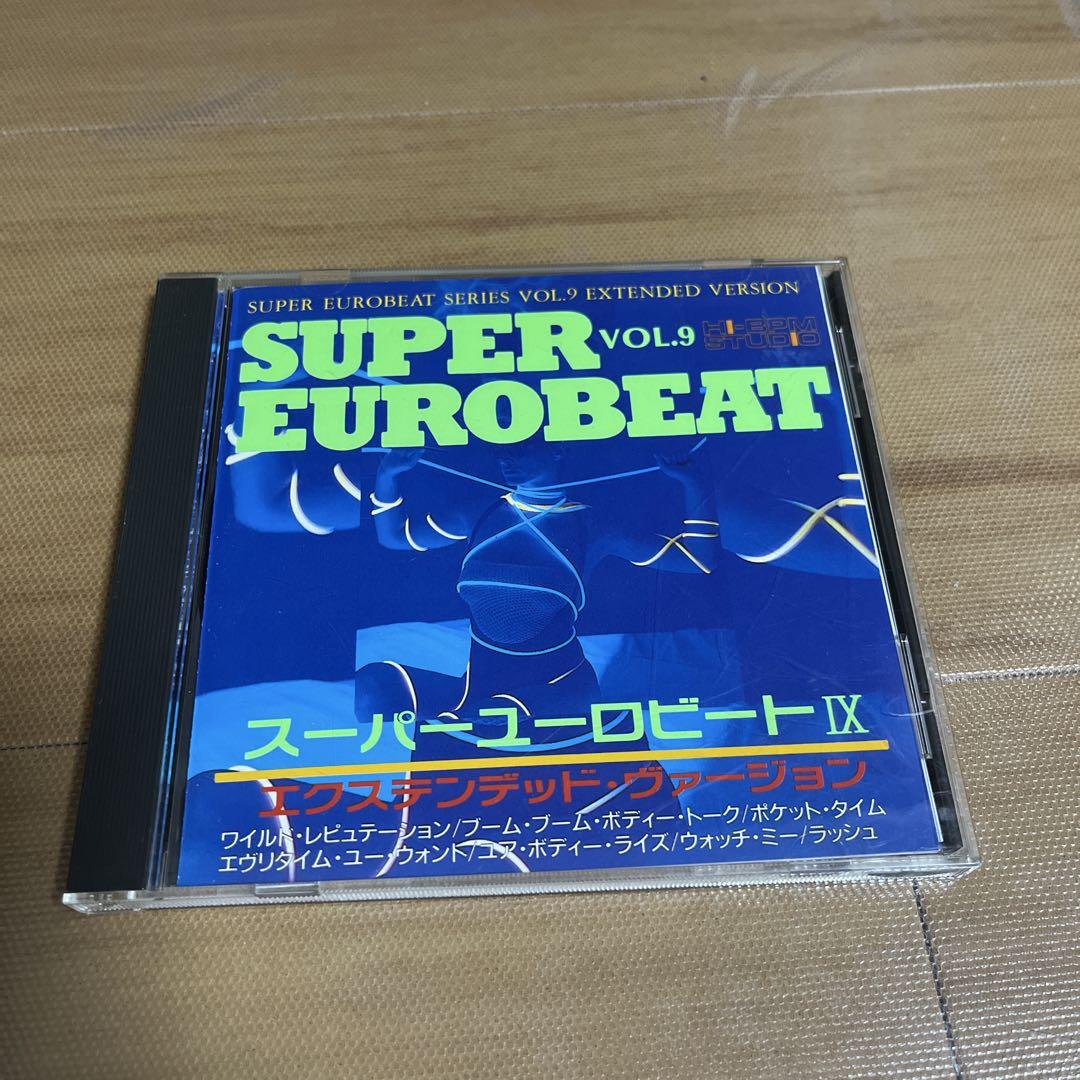 SUPER EUROBEAT SERIES VOL.9 EXTENDED VERSION
SUPER VOL.9 HI-BPM STUDIO
EUROBEAT
スーパーユーロビートⅨ
エクステンデッド・ヴァージョン
ワイルド・レピュテーション/ブーム・ブーム・ボディー・トーク/ポケット・タイム
エヴリタイム・ユー・ウォント/ユア・ボディー・ライズ/ウォッチ・ミー/ラッシュ